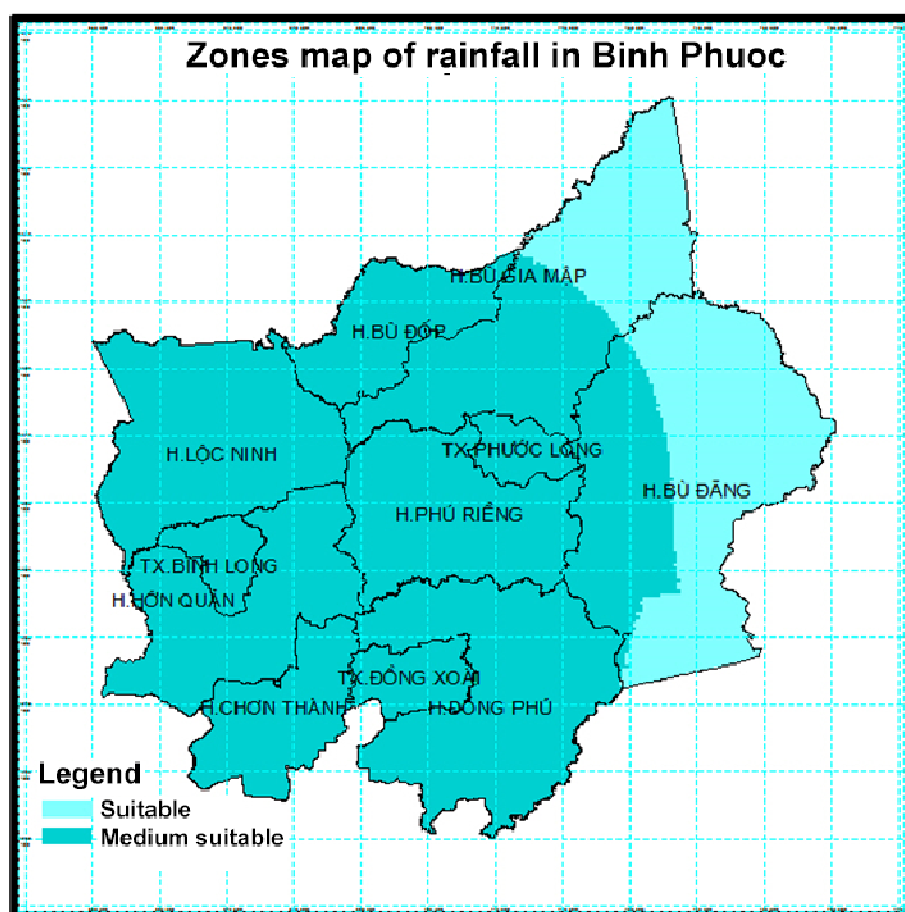 Zones map of rainfall in Binh Phuoc
H.BÙ GIA MẬP
H.BÙ ĐỐP
H.LỘC NINH
TX.PHƯỚC LONG
H.BÙ ĐĂNG
H.PHÚ RIỀNG
TX.BÌNH LONG
H.HỚN QUẢN
TX.ĐỒNG XOÀI
H.CHƠN THÀNH
H.ĐỒNG PHÚ
Legend
Suitable
Medium suitable